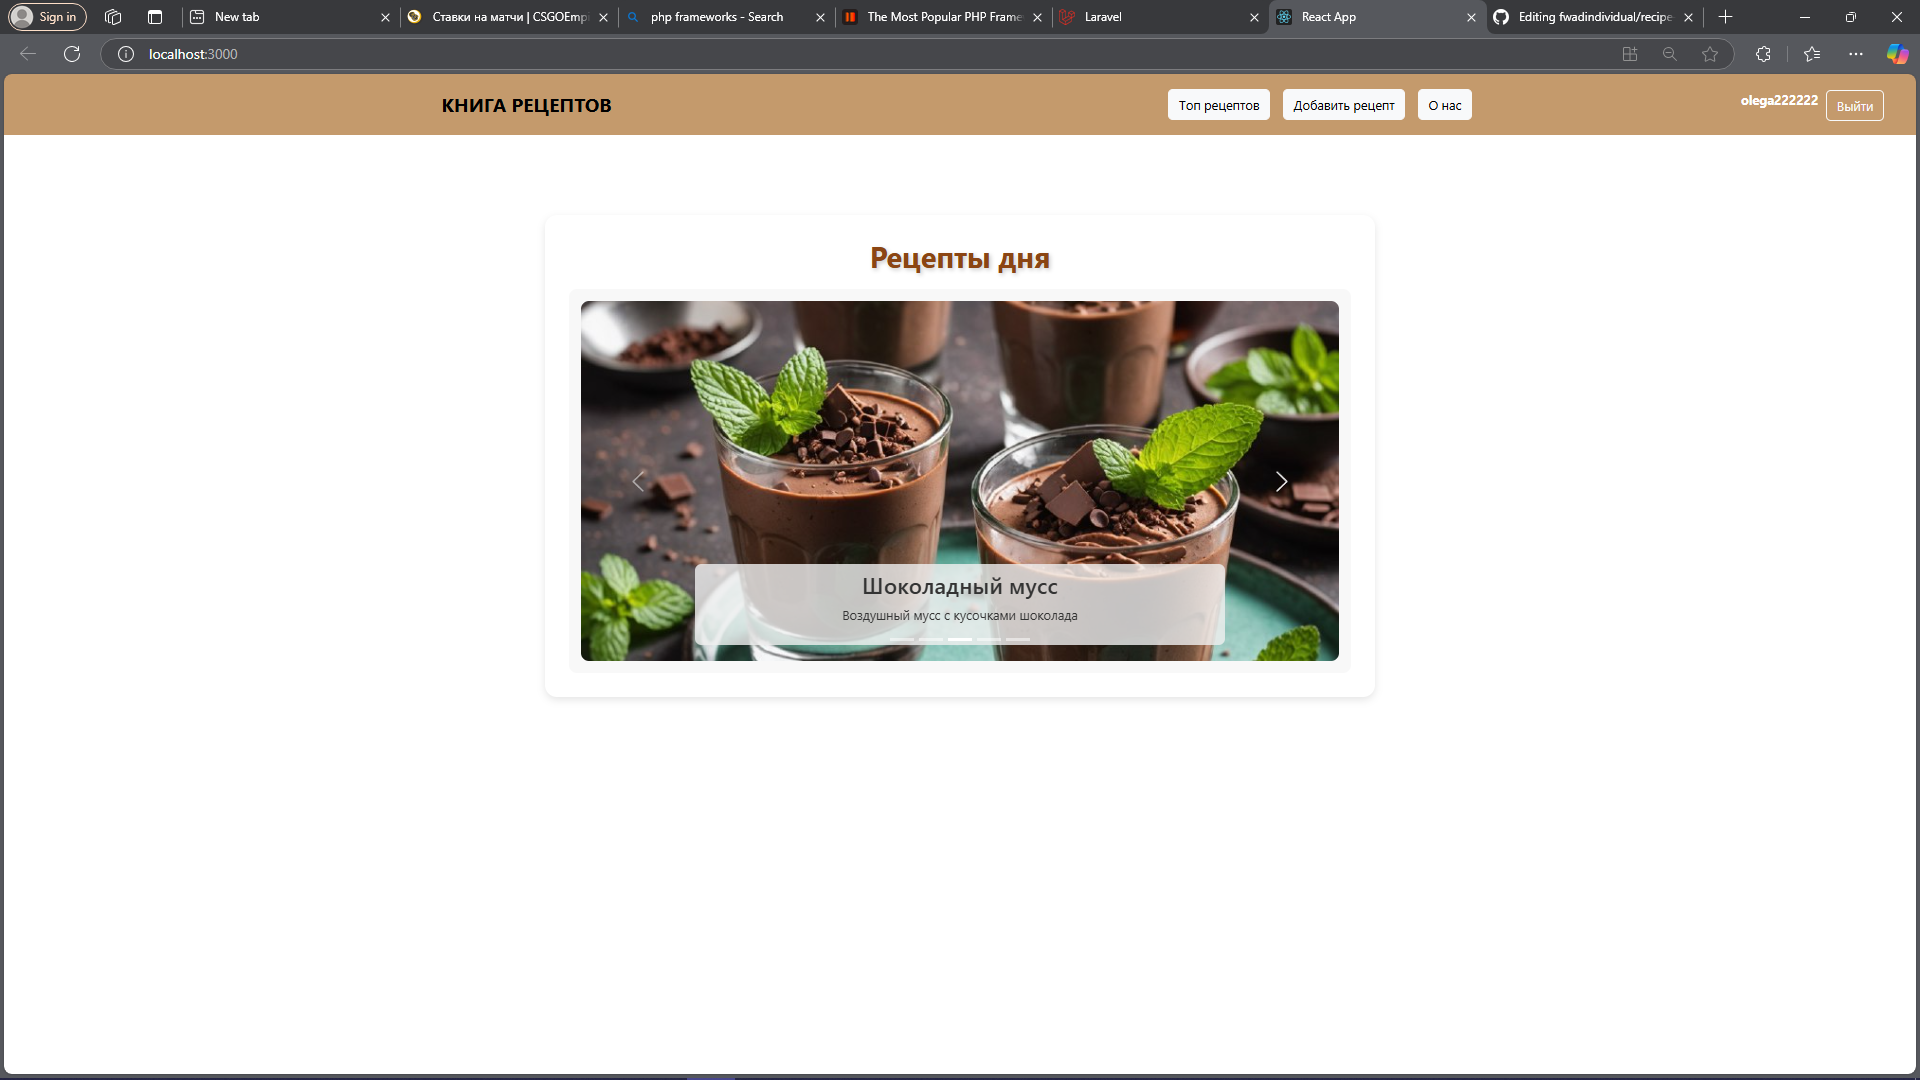 Sign in
New tab
Ставки на матчи | CSGOEmp
php frameworks - Search
The Most Popular PHP Frame
Laravel
React App
Editing fwadindividual/recipe
localhost:3000
КНИГА РЕЦЕПТОВ
Топ рецептов
Добавить рецепт
О нас
olega222222
Выйти
Рецепты дня
Шоколадный мусс
Воздушный мусс с кусочками шоколада